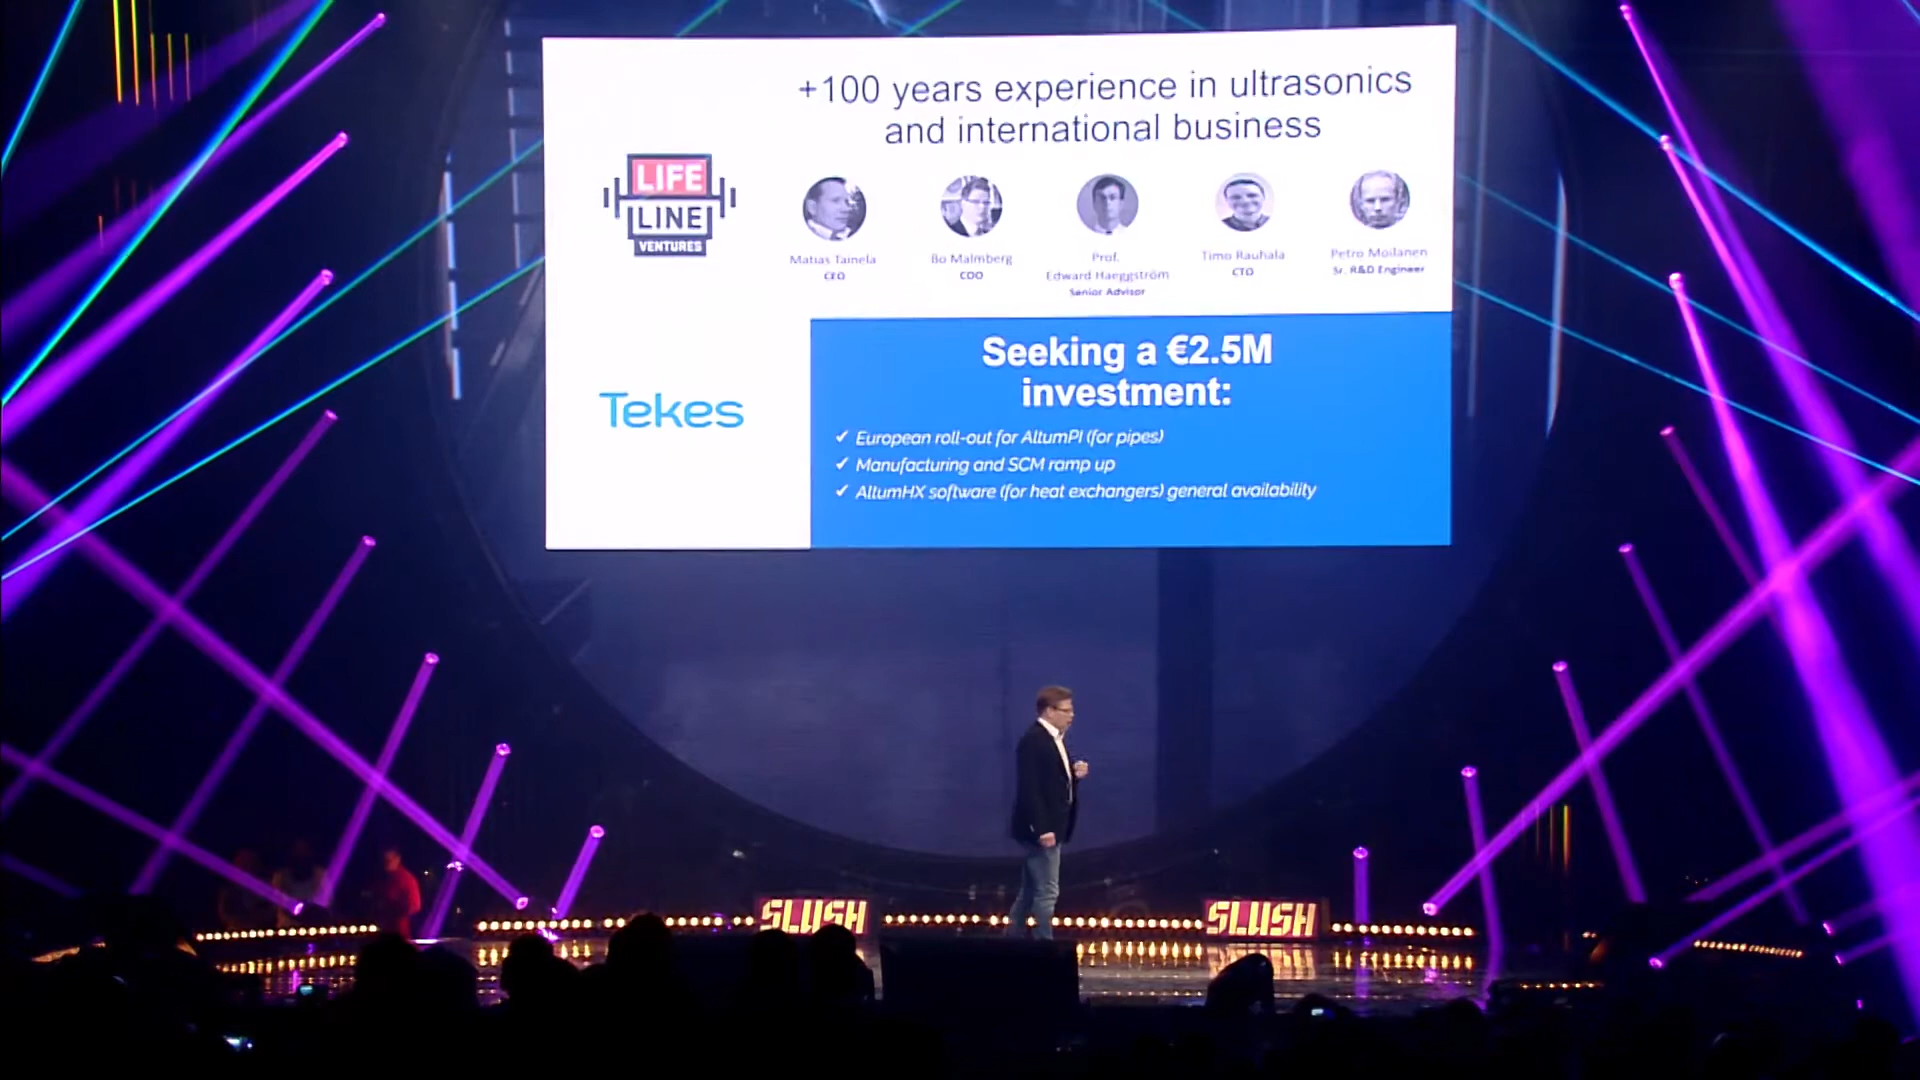 +100 years experience in ultrasonics
and international business
LIFE
LINE
VENTURES
Matias Tainela
CEO
Bo Malmberg
COO
Prof.
Edward Haeggström
Senior Advisor
Timo Rauhala
CTO
Petro Moilanen
Sr. R&D Engineer
Tekes
Seeking a €2.5M
investment:
✓ European roll-out for AltumPI (for pipes)
✓ Manufacturing and SCM ramp up
✓ AltumHX software (for heat exchangers) general availability
SLUSH
SLUSH